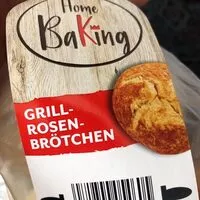 Home
BaKing
GRILL-
ROSEN-
BRÖTCHEN